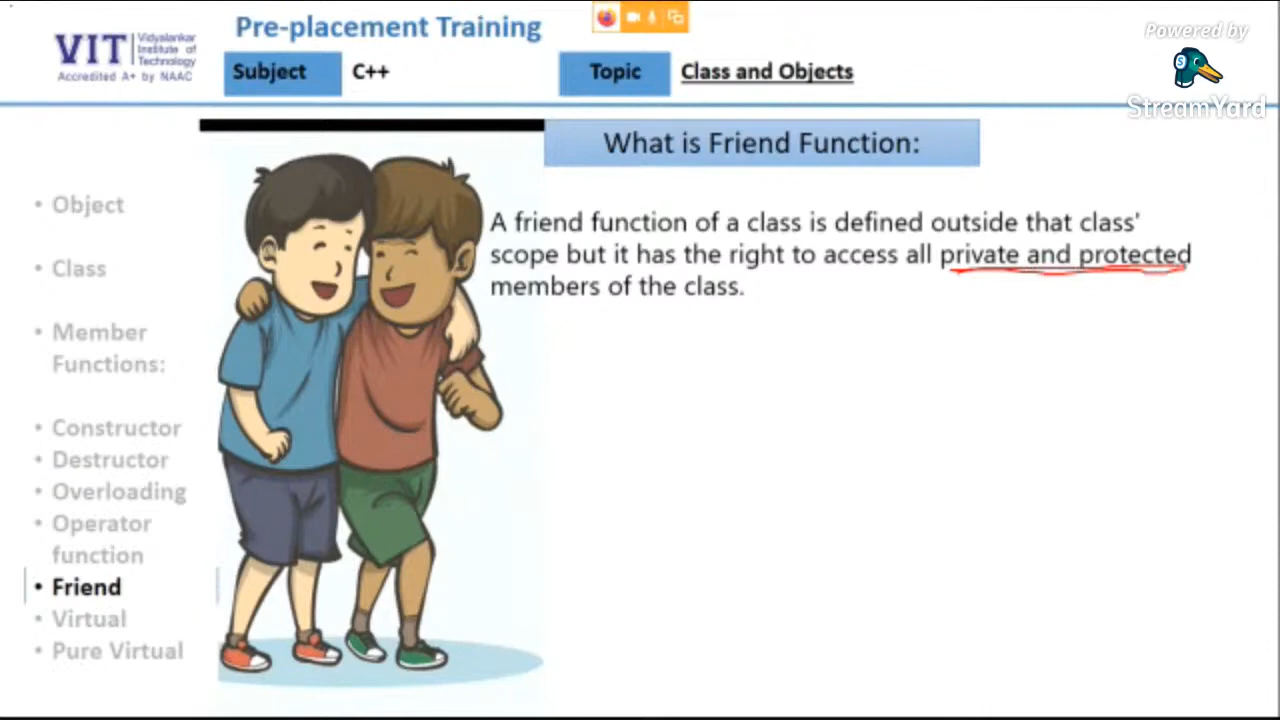 Pre-placement Training
Powered by
VIT
Vidyalankar
Institute of
Technology
Accredited A+ by NAAC
Subject
C++
Topic
Class and Objects
S
StreamYard
What is Friend Function:
A friend function of a class is defined outside that class'
scope but it has the right to access all private and protected
members of the class.
• Object
• Class
• Member
Functions:
• Constructor
• Destructor
• Overloading
• Operator
function
• Friend
• Virtual
• Pure Virtual